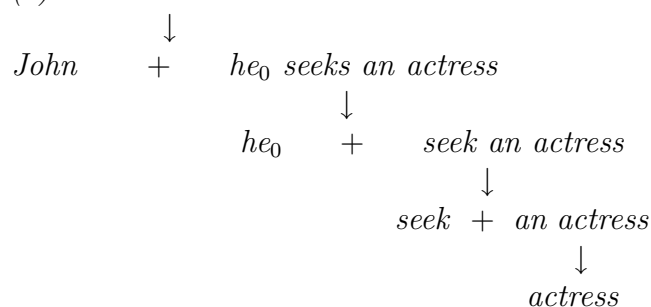 ↓
John + he₀ seeks an actress
↓
he₀ + seek an actress
↓
seek + an actress
↓
actress